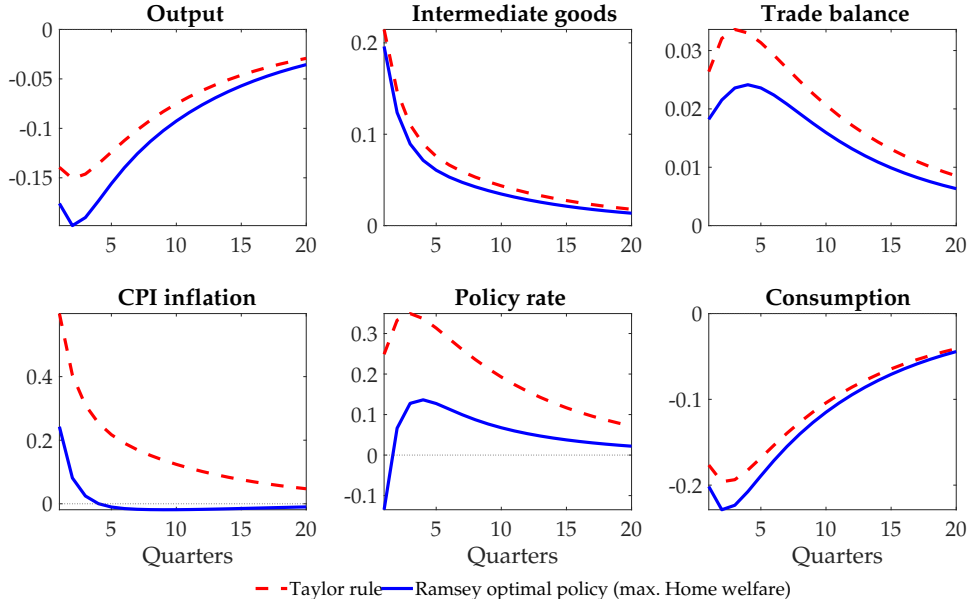 Output
Intermediate goods
Trade balance
0
-0.05
-0.1
-0.15
5 10 15 20
0.2
0.1
0
5 10 15 20
0.03
0.02
0.01
0
5 10 15 20
CPI inflation
Policy rate
Consumption
0.4
0.2
0
5 10 15 20
Quarters
0.3
0.2
0.1
0
-0.1
5 10 15 20
Quarters
0
-0.1
-0.2
5 10 15 20
Quarters
Taylor rule Ramsey optimal policy (max. Home welfare)